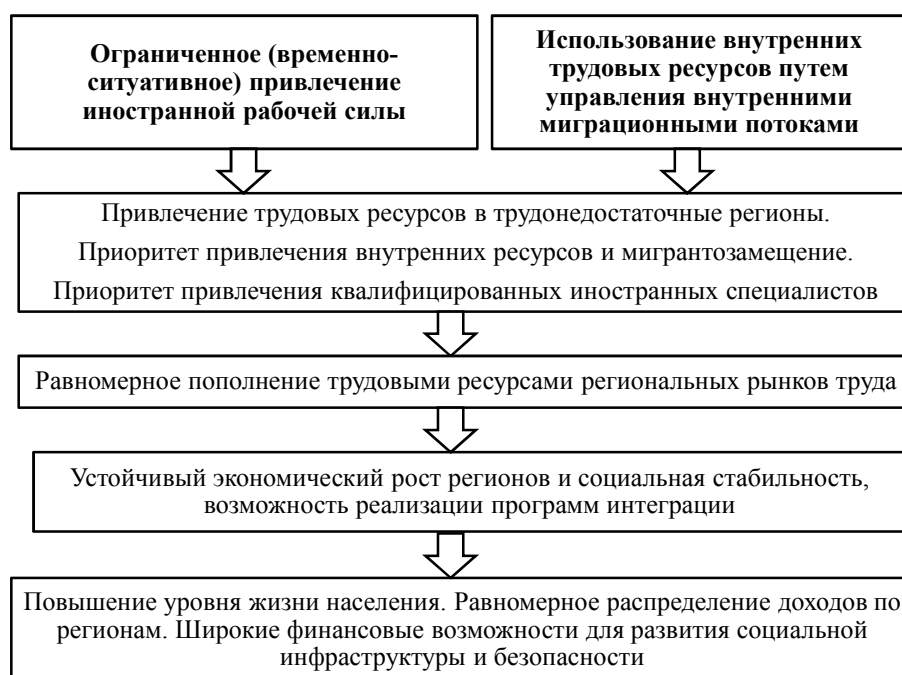 Ограниченное (временно-
ситуативное) привлечение
иностранной рабочей силы
Использование внутренних
трудовых ресурсов путем
управления внутренними
миграционными потоками
Привлечение трудовых ресурсов в трудонедостаточные регионы.
Приоритет привлечения внутренних ресурсов и мигрантозамещение.
Приоритет привлечения квалифицированных иностранных специалистов
Равномерное пополнение трудовыми ресурсами региональных рынков труда
Устойчивый экономический рост регионов и социальная стабильность,
возможность реализации программ интеграции
Повышение уровня жизни населения. Равномерное распределение доходов по
регионам. Широкие финансовые возможности для развития социальной
инфраструктуры и безопасности